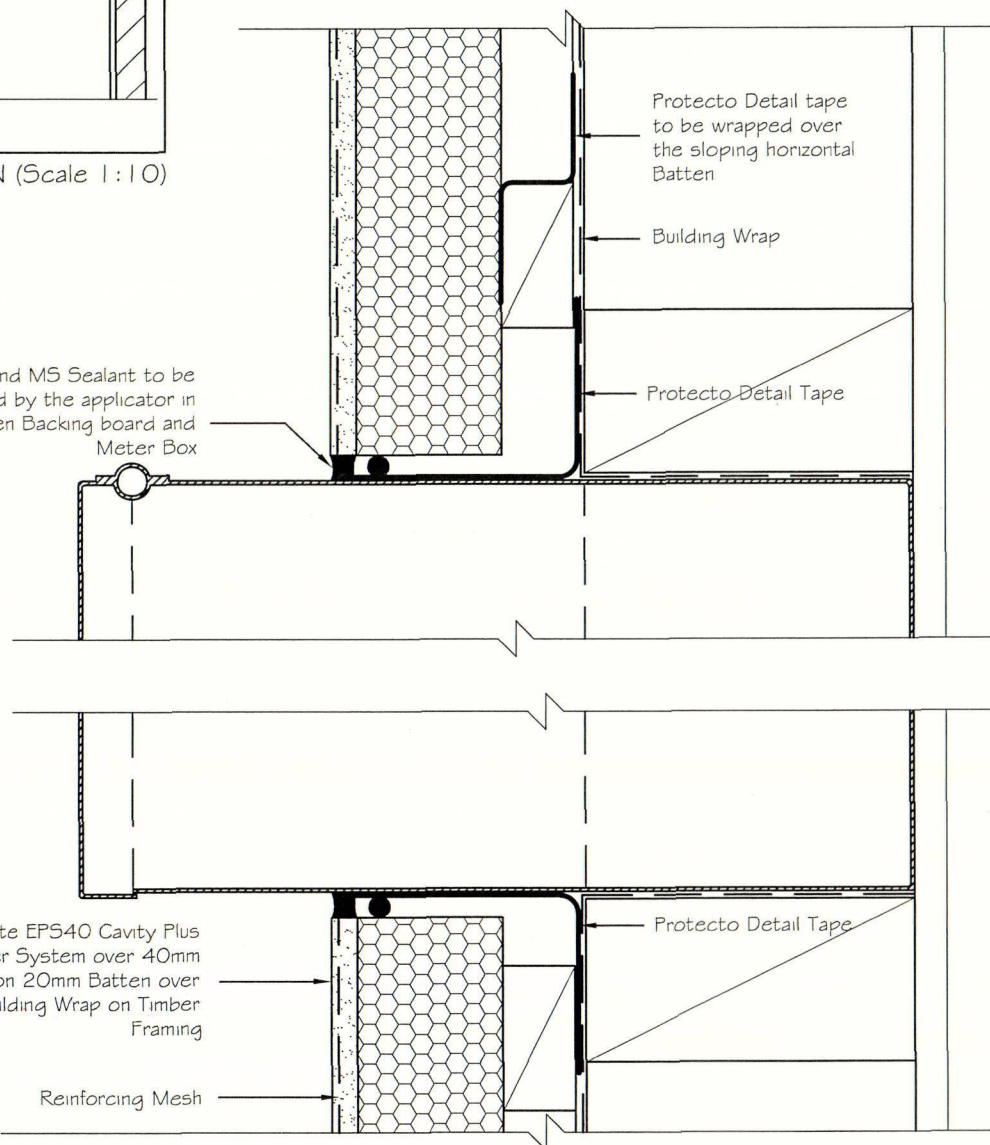 N (Scale 1:10)
Protecto Detail tape
to be wrapped over
the sloping horizontal
Batten
Building Wrap
and MS Sealant to be
d by the applicator in
en Backing board and
Meter Box
Protecto Detail Tape
Protecto Detail Tape
te EPS40 Cavity Plus
er System over 40mm
on 20mm Batten over
ilding Wrap on Timber
Framing
Reinforcing Mesh